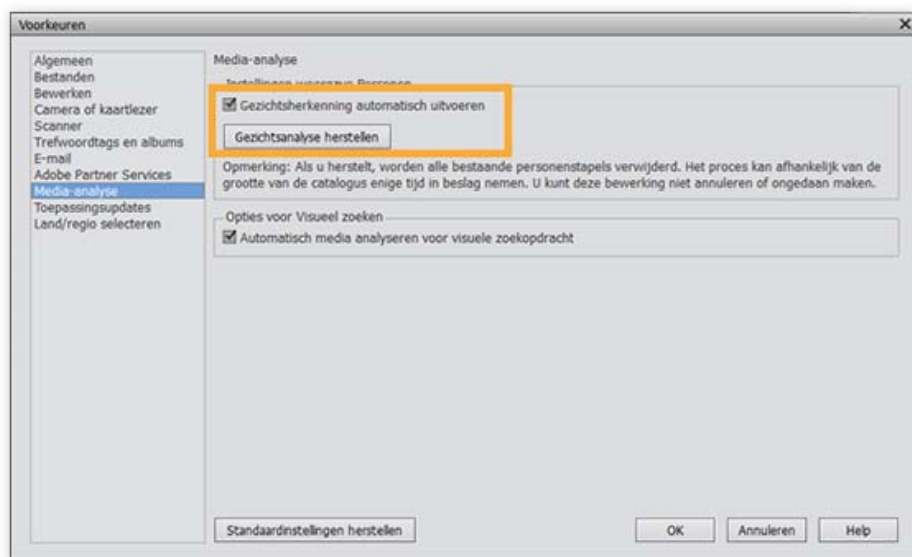 Voorkeuren
Algemeen
Bestanden
Bewerken
Camera of kaartlezer
Scanner
Trefwoordtags en albums
E-mail
Adobe Partner Services
Media-analyse
Toepassingsupdates
Land/regio selecteren
Media-analyse
Gezichtsherkenning automatisch uitvoeren
Gezichtsanalyse herstellen
Opmerking: Als u herstelt, worden alle bestaande personenstapels verwijderd. Het proces kan afhankelijk van de
grootte van de catalogus enige tijd in beslag nemen. U kunt deze bewerking niet annuleren of ongedaan maken.
Opties voor Visueel zoeken
Automatisch media analyseren voor visuele zoekopdracht
Standaardinstellingen herstellen
OK
Annuleren
Help